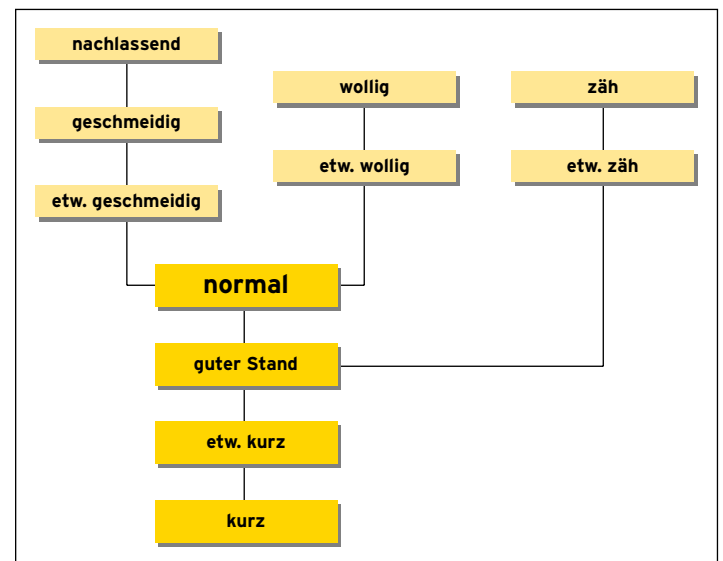 nachlassend
wollig
zäh
geschmeidig
etw. wollig
etw. zäh
etw. geschmeidig
normal
guter Stand
etw. kurz
kurz